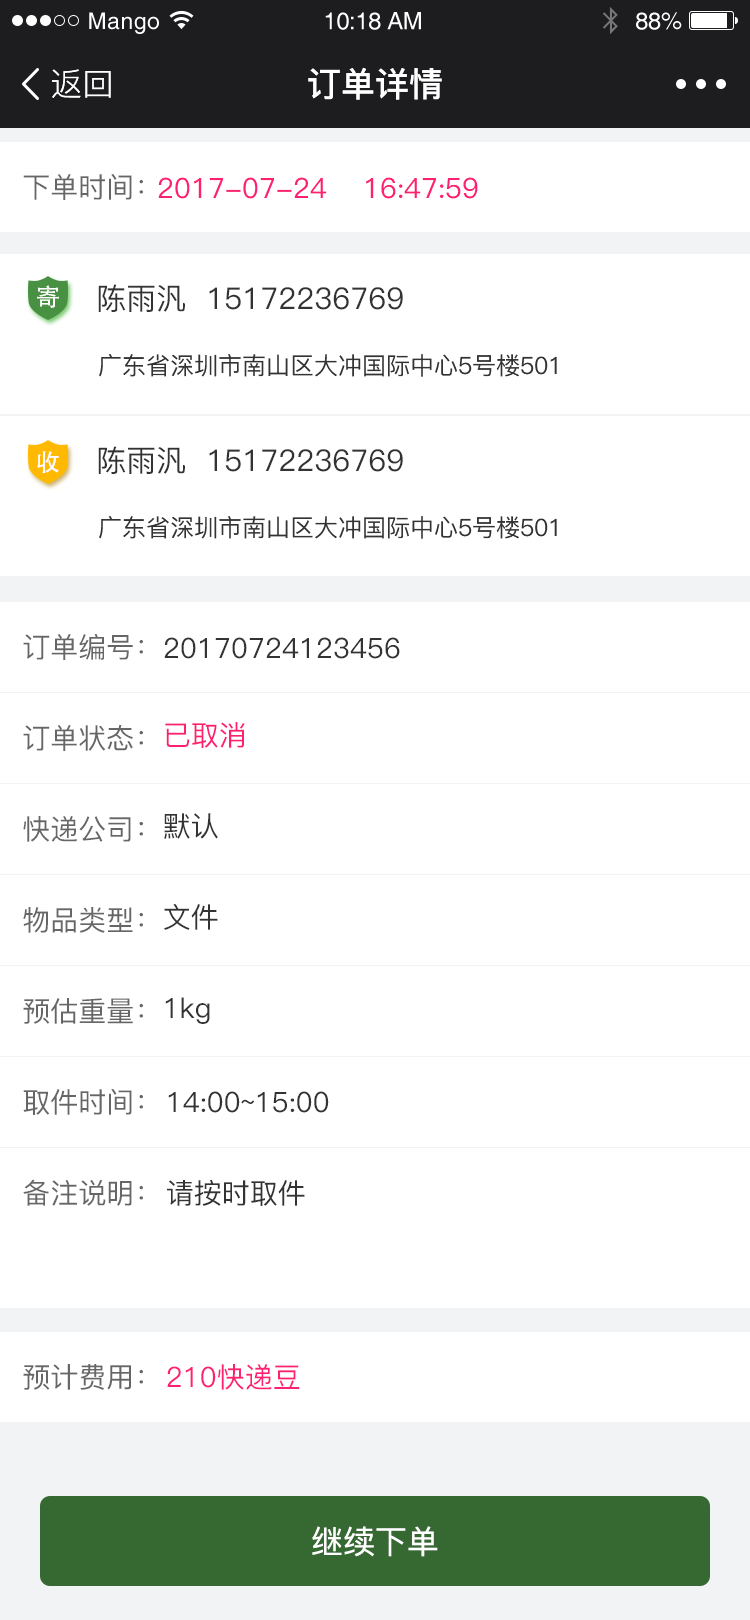 Mango 10:18 AM 88%
返回 订单详情
下单时间：2017-07-24 16:47:59
寄 陈雨汎 15172236769
广东省深圳市南山区大冲国际中心5号楼501
收 陈雨汎 15172236769
广东省深圳市南山区大冲国际中心5号楼501
订单编号：20170724123456
订单状态：已取消
快递公司：默认
物品类型：文件
预估重量：1kg
取件时间：14:00~15:00
备注说明：请按时取件
预计费用：210快递豆
继续下单